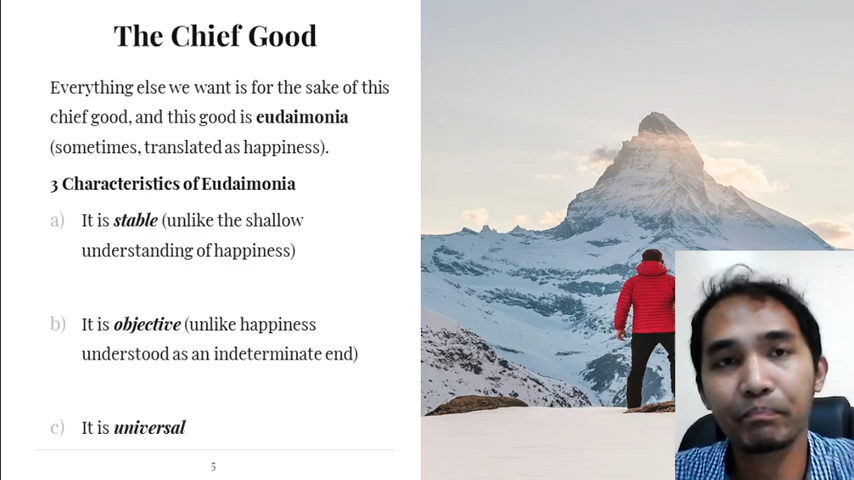 The Chief Good
Everything else we want is for the sake of this
chief good, and this good is eudaimonia
(sometimes, translated as happiness).
3 Characteristics of Eudaimonia
a) It is stable (unlike the shallow
understanding of happiness)
b) It is objective (unlike happiness
understood as an indeterminate end)
c) It is universal
5